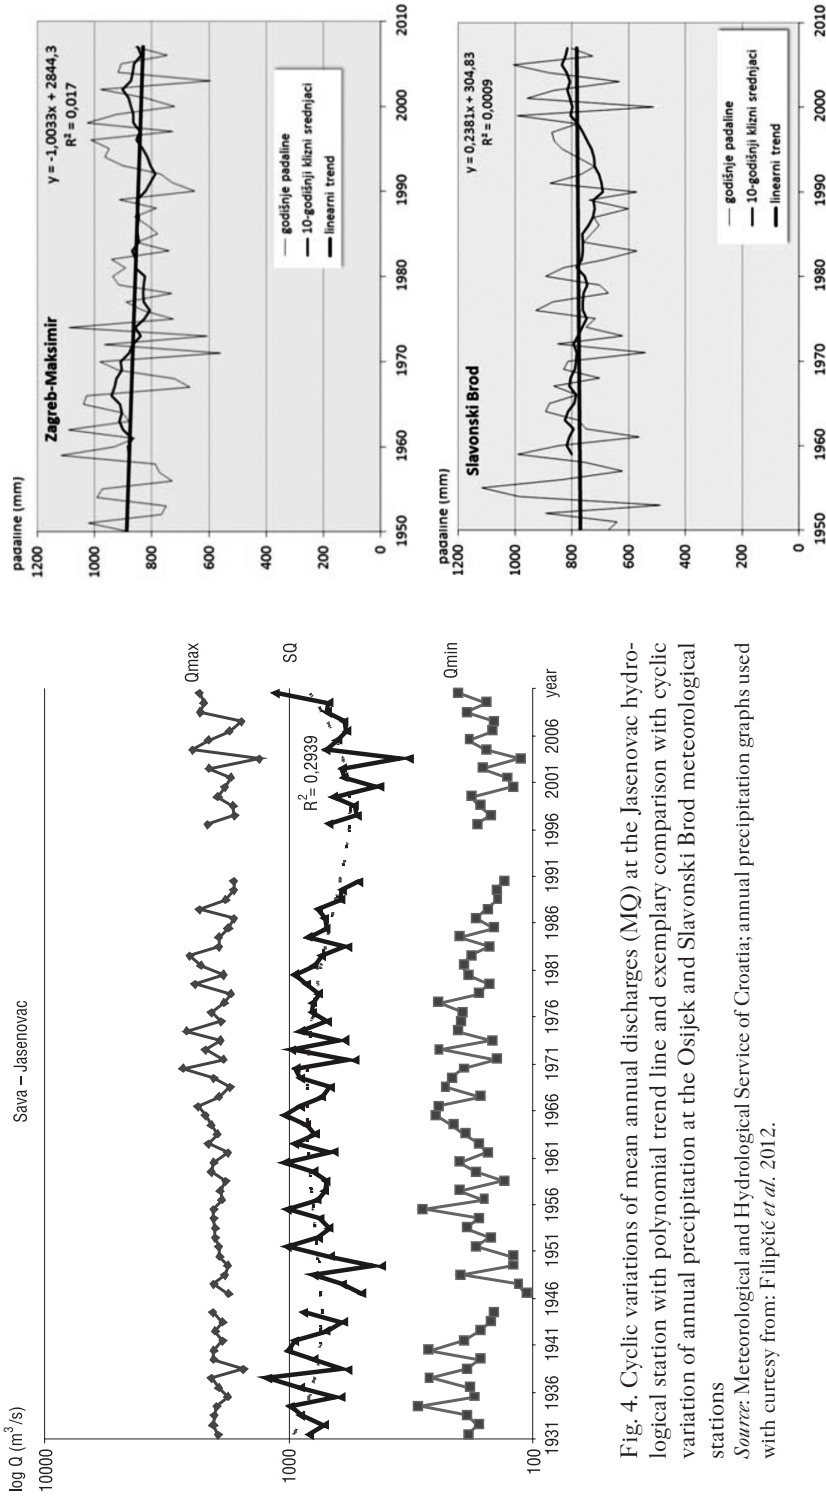 Sava – Jasenovac
log Q (m³/s)
10000
1000
100
Qmax
SQ
R² = 0,2939
Qmin
1931
1936
1941
1946
1951
1956
1961
1966
1971
1976
1981
1986
1991
1996
2001
2006
year
padaline (mm)
1200
1000
800
600
400
200
0
Zagreb-Maksimir
y = -1,0033x + 2844,3
R² = 0,017
godišnje padaline
10-godišnji klizni srednjaci
linearni trend
1950
1960
1970
1980
1990
2000
2010
padaline (mm)
1200
1000
800
600
400
200
0
Slavonski Brod
y = 0,2381x + 304,83
R² = 0,0009
godišnje padaline
10-godišnji klizni srednjaci
linearni trend
1950
1960
1970
1980
1990
2000
2010
Fig. 4. Cyclic variations of mean annual discharges (MQ) at the Jasenovac hydro-
logical station with polynomial trend line and exemplary comparison with cyclic
variation of annual precipitation at the Osijek and Slavonski Brod meteorological
stations
Source: Meteorological and Hydrological Service of Croatia; annual precipitation graphs used
with curtesy from: Filipčić et al. 2012.